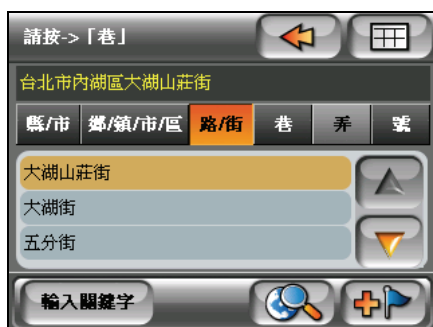 請按->「巷」
台北市內湖區大湖山莊街
縣/市 鄉/鎮/市/區 路/街 巷 弄 號
大湖山莊街
大湖街
五分街
輸入關鍵字